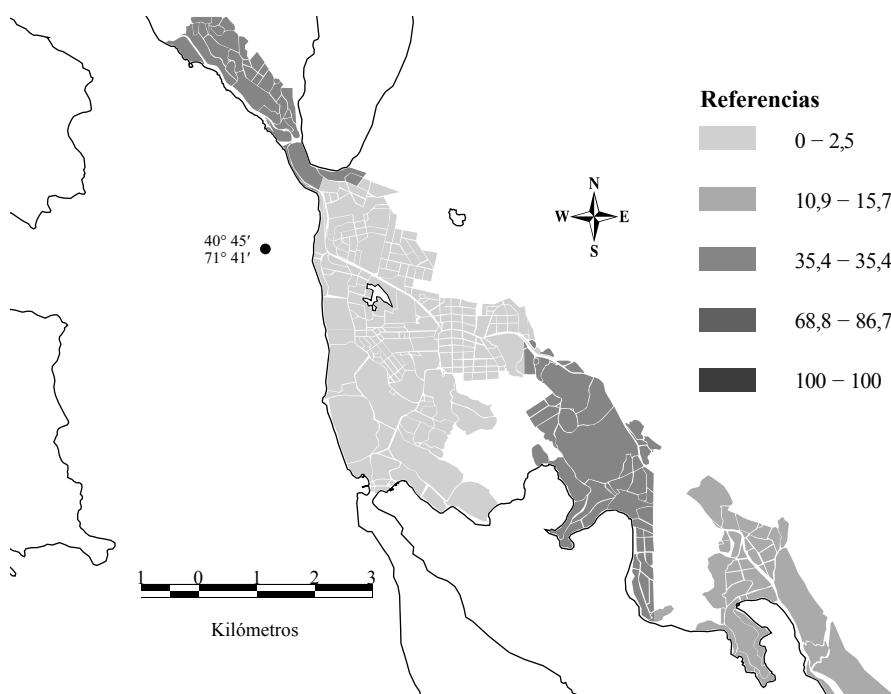 Referencias
0 − 2,5
10,9 − 15,7
35,4 − 35,4
68,8 − 86,7
100 − 100
N
W E
S
40° 45′
71° 41′
1 0 1 2 3
Kilómetros